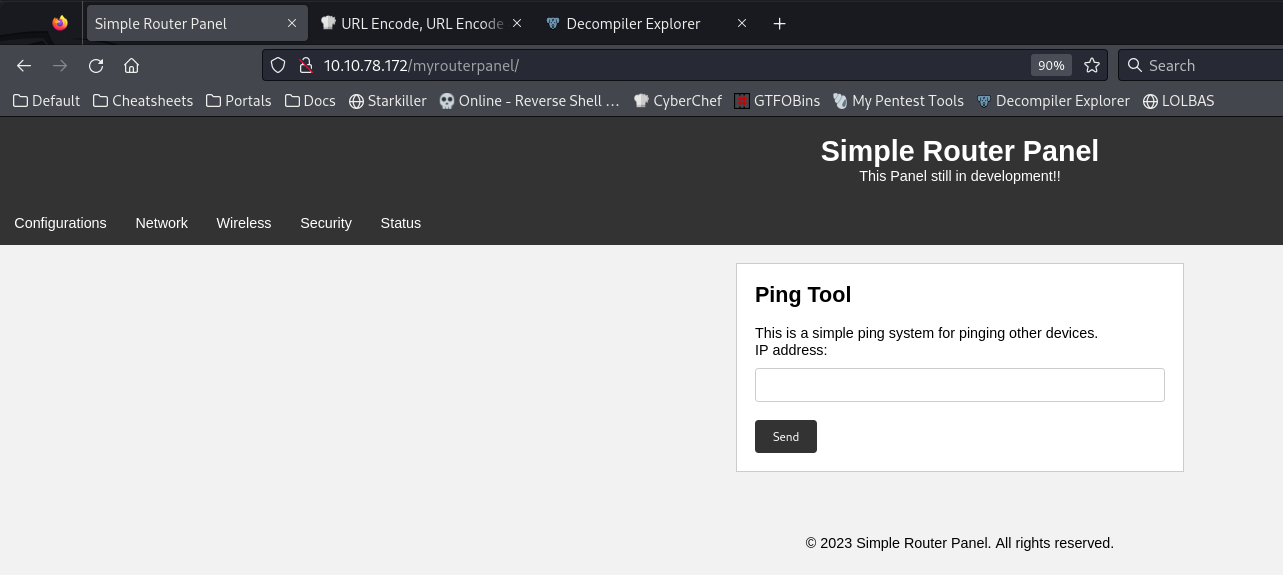 Simple Router Panel
URL Encode, URL Encode
Decompiler Explorer
10.10.78.172/myrouterpanel/
90%
Search
Default Cheatsheets Portals Docs Starkiller Online - Reverse Shell … CyberChef GTFOBins My Pentest Tools Decompiler Explorer LOLBAS
Simple Router Panel
This Panel still in development!!
Configurations Network Wireless Security Status
Ping Tool
This is a simple ping system for pinging other devices.
IP address:
Send
© 2023 Simple Router Panel. All rights reserved.